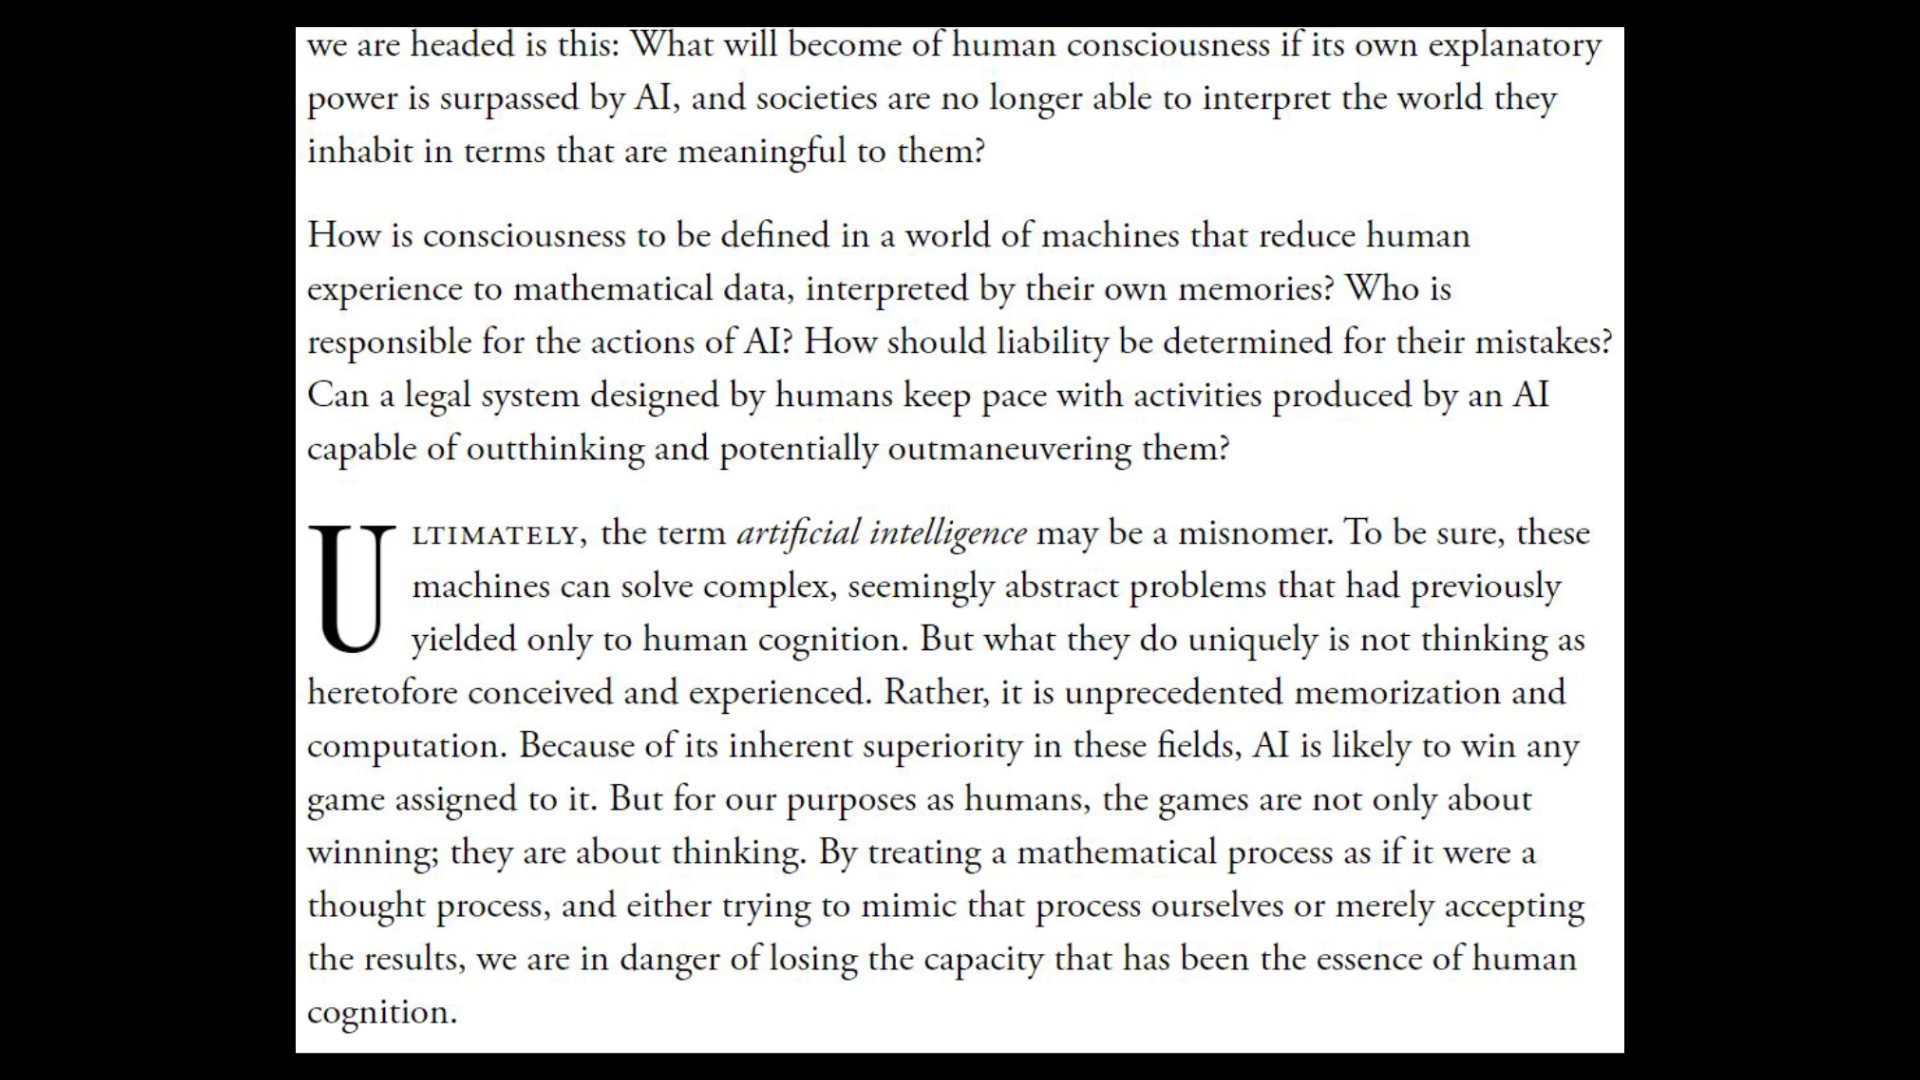 we are headed is this: What will become of human consciousness if its own explanatory
power is surpassed by AI, and societies are no longer able to interpret the world they
inhabit in terms that are meaningful to them?
How is consciousness to be defined in a world of machines that reduce human
experience to mathematical data, interpreted by their own memories? Who is
responsible for the actions of AI? How should liability be determined for their mistakes?
Can a legal system designed by humans keep pace with activities produced by an AI
capable of outthinking and potentially outmaneuvering them?
ULTIMATELY, the term artificial intelligence may be a misnomer. To be sure, these
machines can solve complex, seemingly abstract problems that had previously
yielded only to human cognition. But what they do uniquely is not thinking as
heretofore conceived and experienced. Rather, it is unprecedented memorization and
computation. Because of its inherent superiority in these fields, AI is likely to win any
game assigned to it. But for our purposes as humans, the games are not only about
winning; they are about thinking. By treating a mathematical process as if it were a
thought process, and either trying to mimic that process ourselves or merely accepting
the results, we are in danger of losing the capacity that has been the essence of human
cognition.